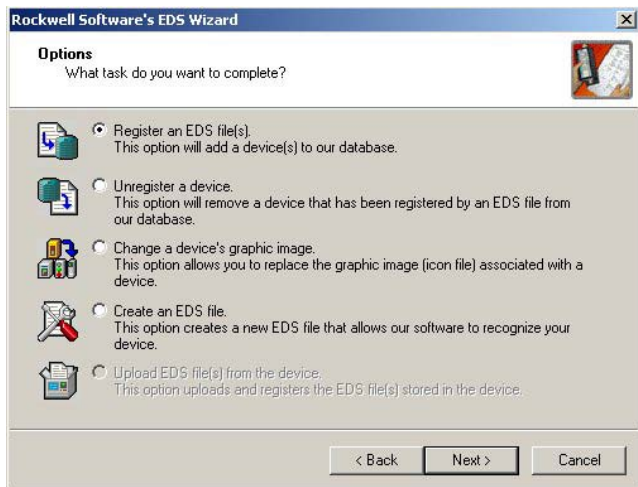 Rockwell Software's EDS Wizard
Options
What task do you want to complete?
Register an EDS file(s).
This option will add a device(s) to our database.
Unregister a device.
This option will remove a device that has been registered by an EDS file from
our database.
Change a device's graphic image.
This option allows you to replace the graphic image (icon file) associated with a
device.
Create an EDS file.
This option creates a new EDS file that allows our software to recognize your
device.
Upload EDS file(s) from the device.
This option uploads and registers the EDS file(s) stored in the device.
< Back Next > Cancel